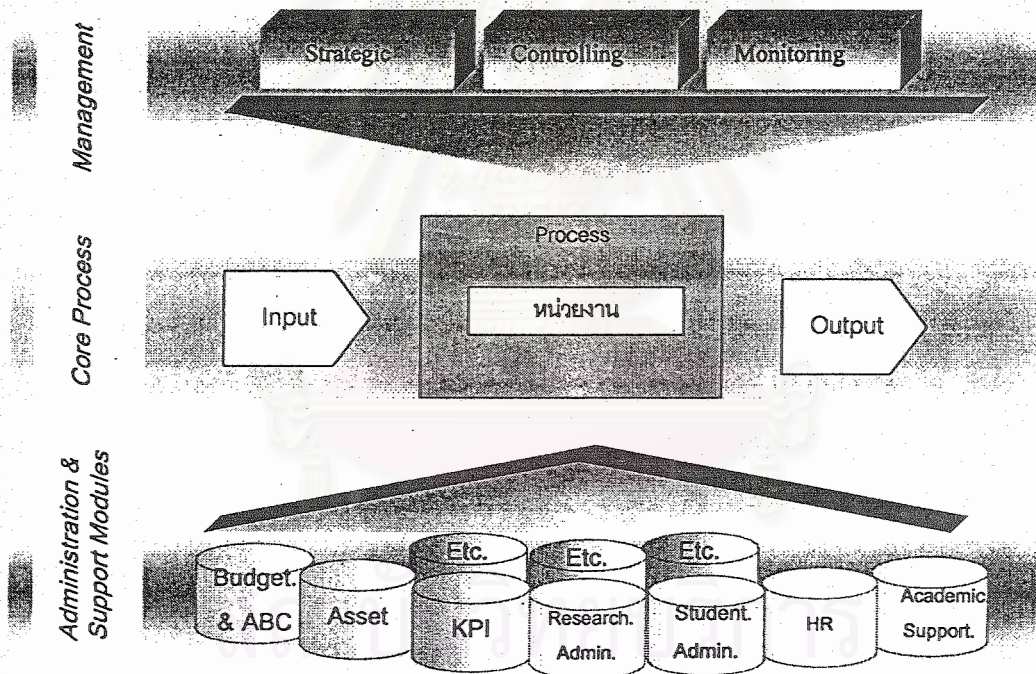 Management
Strategic
Controlling
Monitoring
Core Process
Input
Process
หน่วยงาน
Output
Administration &
Support Modules
Budget.
& ABC
Asset
Etc.
KPI
Etc.
Research.
Admin.
Etc.
Student.
Admin.
HR
Academic
Support.